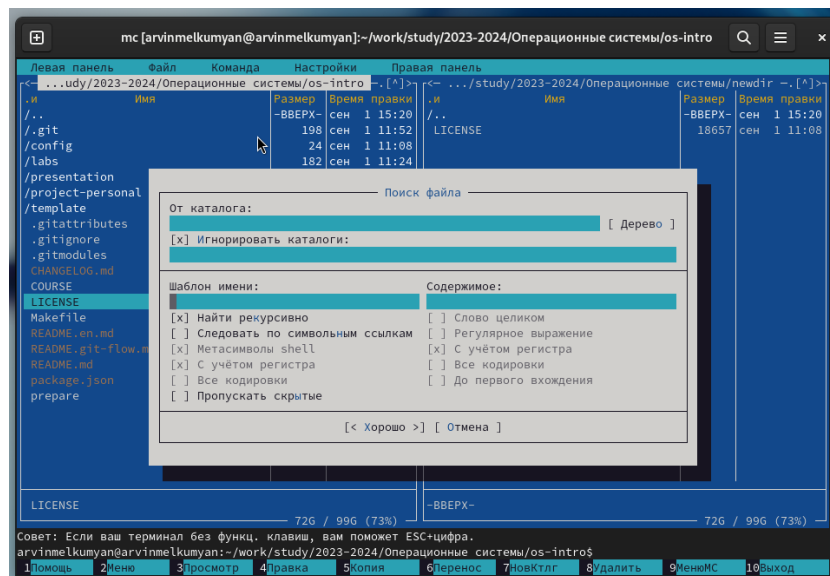 mc [arvinmelkumyan@arvinmelkumyan]:~/work/study/2023-2024/Операционные системы/os-intro
Левая панель Файл Команда Настройки Правая панель
<— ...udy/2023-2024/Операционные системы/os-intro —.[^]>
.и Имя Размер Время правки
/.. -ВВЕРХ- сен 1 15:20
/.git 198 сен 1 11:52
/config 24 сен 1 11:08
/labs 182 сен 1 11:24
/presentation
/project-personal
/template
.gitattributes
.gitignore
.gitmodules
CHANGELOG.md
COURSE
LICENSE
Makefile
README.en.md
README.git-flow.m
README.md
package.json
prepare
LICENSE
72G / 99G (73%)
<— .../study/2023-2024/Операционные системы/newdir —.[^]>
.и Имя Размер Время правки
/.. -ВВЕРХ- сен 1 15:20
LICENSE 18657 сен 1 11:08
-ВВЕРХ-
72G / 99G (73%)
Поиск файла
От каталога:
[ Дерево ]
[x] Игнорировать каталоги:
Шаблон имени: Содержимое:
[x] Найти рекурсивно [ ] Слово целиком
[ ] Следовать по символьным ссылкам [ ] Регулярное выражение
[x] Метасимволы shell [x] С учётом регистра
[x] С учётом регистра [ ] Все кодировки
[ ] Все кодировки [ ] До первого вхождения
[ ] Пропускать скрытые
[< Хорошо >] [ Отмена ]
Совет: Если ваш терминал без функц. клавиш, вам поможет ESC+цифра.
arvinmelkumyan@arvinmelkumyan:~/work/study/2023-2024/Операционные системы/os-intro$
1Помощь 2Меню 3Просмотр 4Правка 5Копия 6Перенос 7НовКтлг 8Удалить 9МенюМС 10Выход